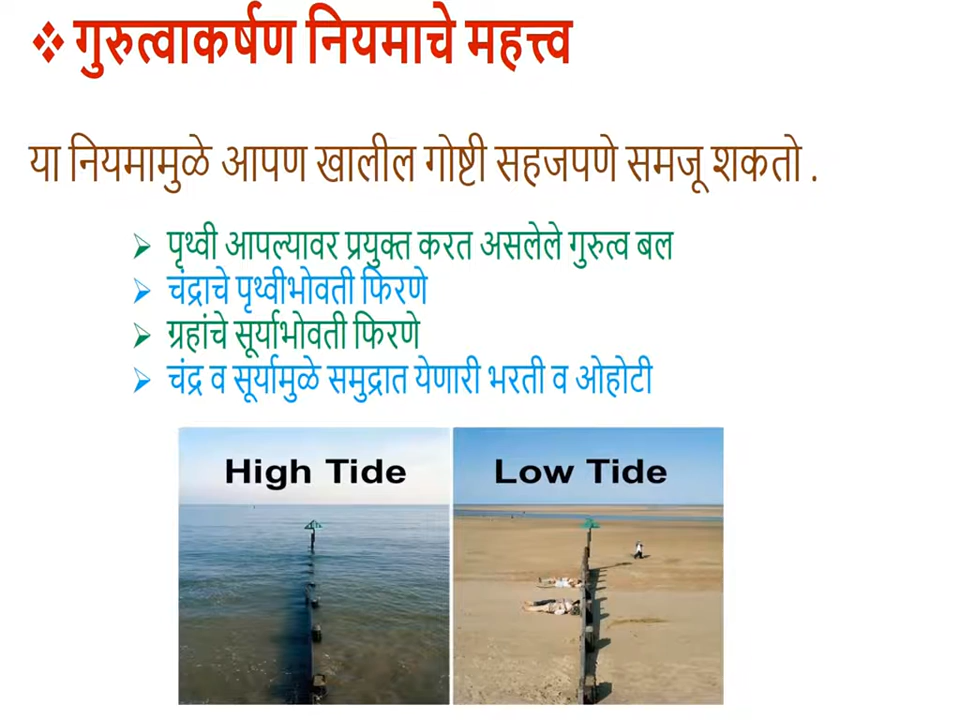 ❖ गुरुत्वाकर्षण नियमाचे महत्त्व
या नियमामुळे आपण खालील गोष्टी सहजपणे समजू शकतो .
➢ पृथ्वी आपल्यावर प्रयुक्त करत असलेले गुरुत्व बल
➢ चंद्राचे पृथ्वीभोवती फिरणे
➢ ग्रहांचे सूर्याभोवती फिरणे
➢ चंद्र व सूर्यामुळे समुद्रात येणारी भरती व ओहोटी
High Tide Low Tide